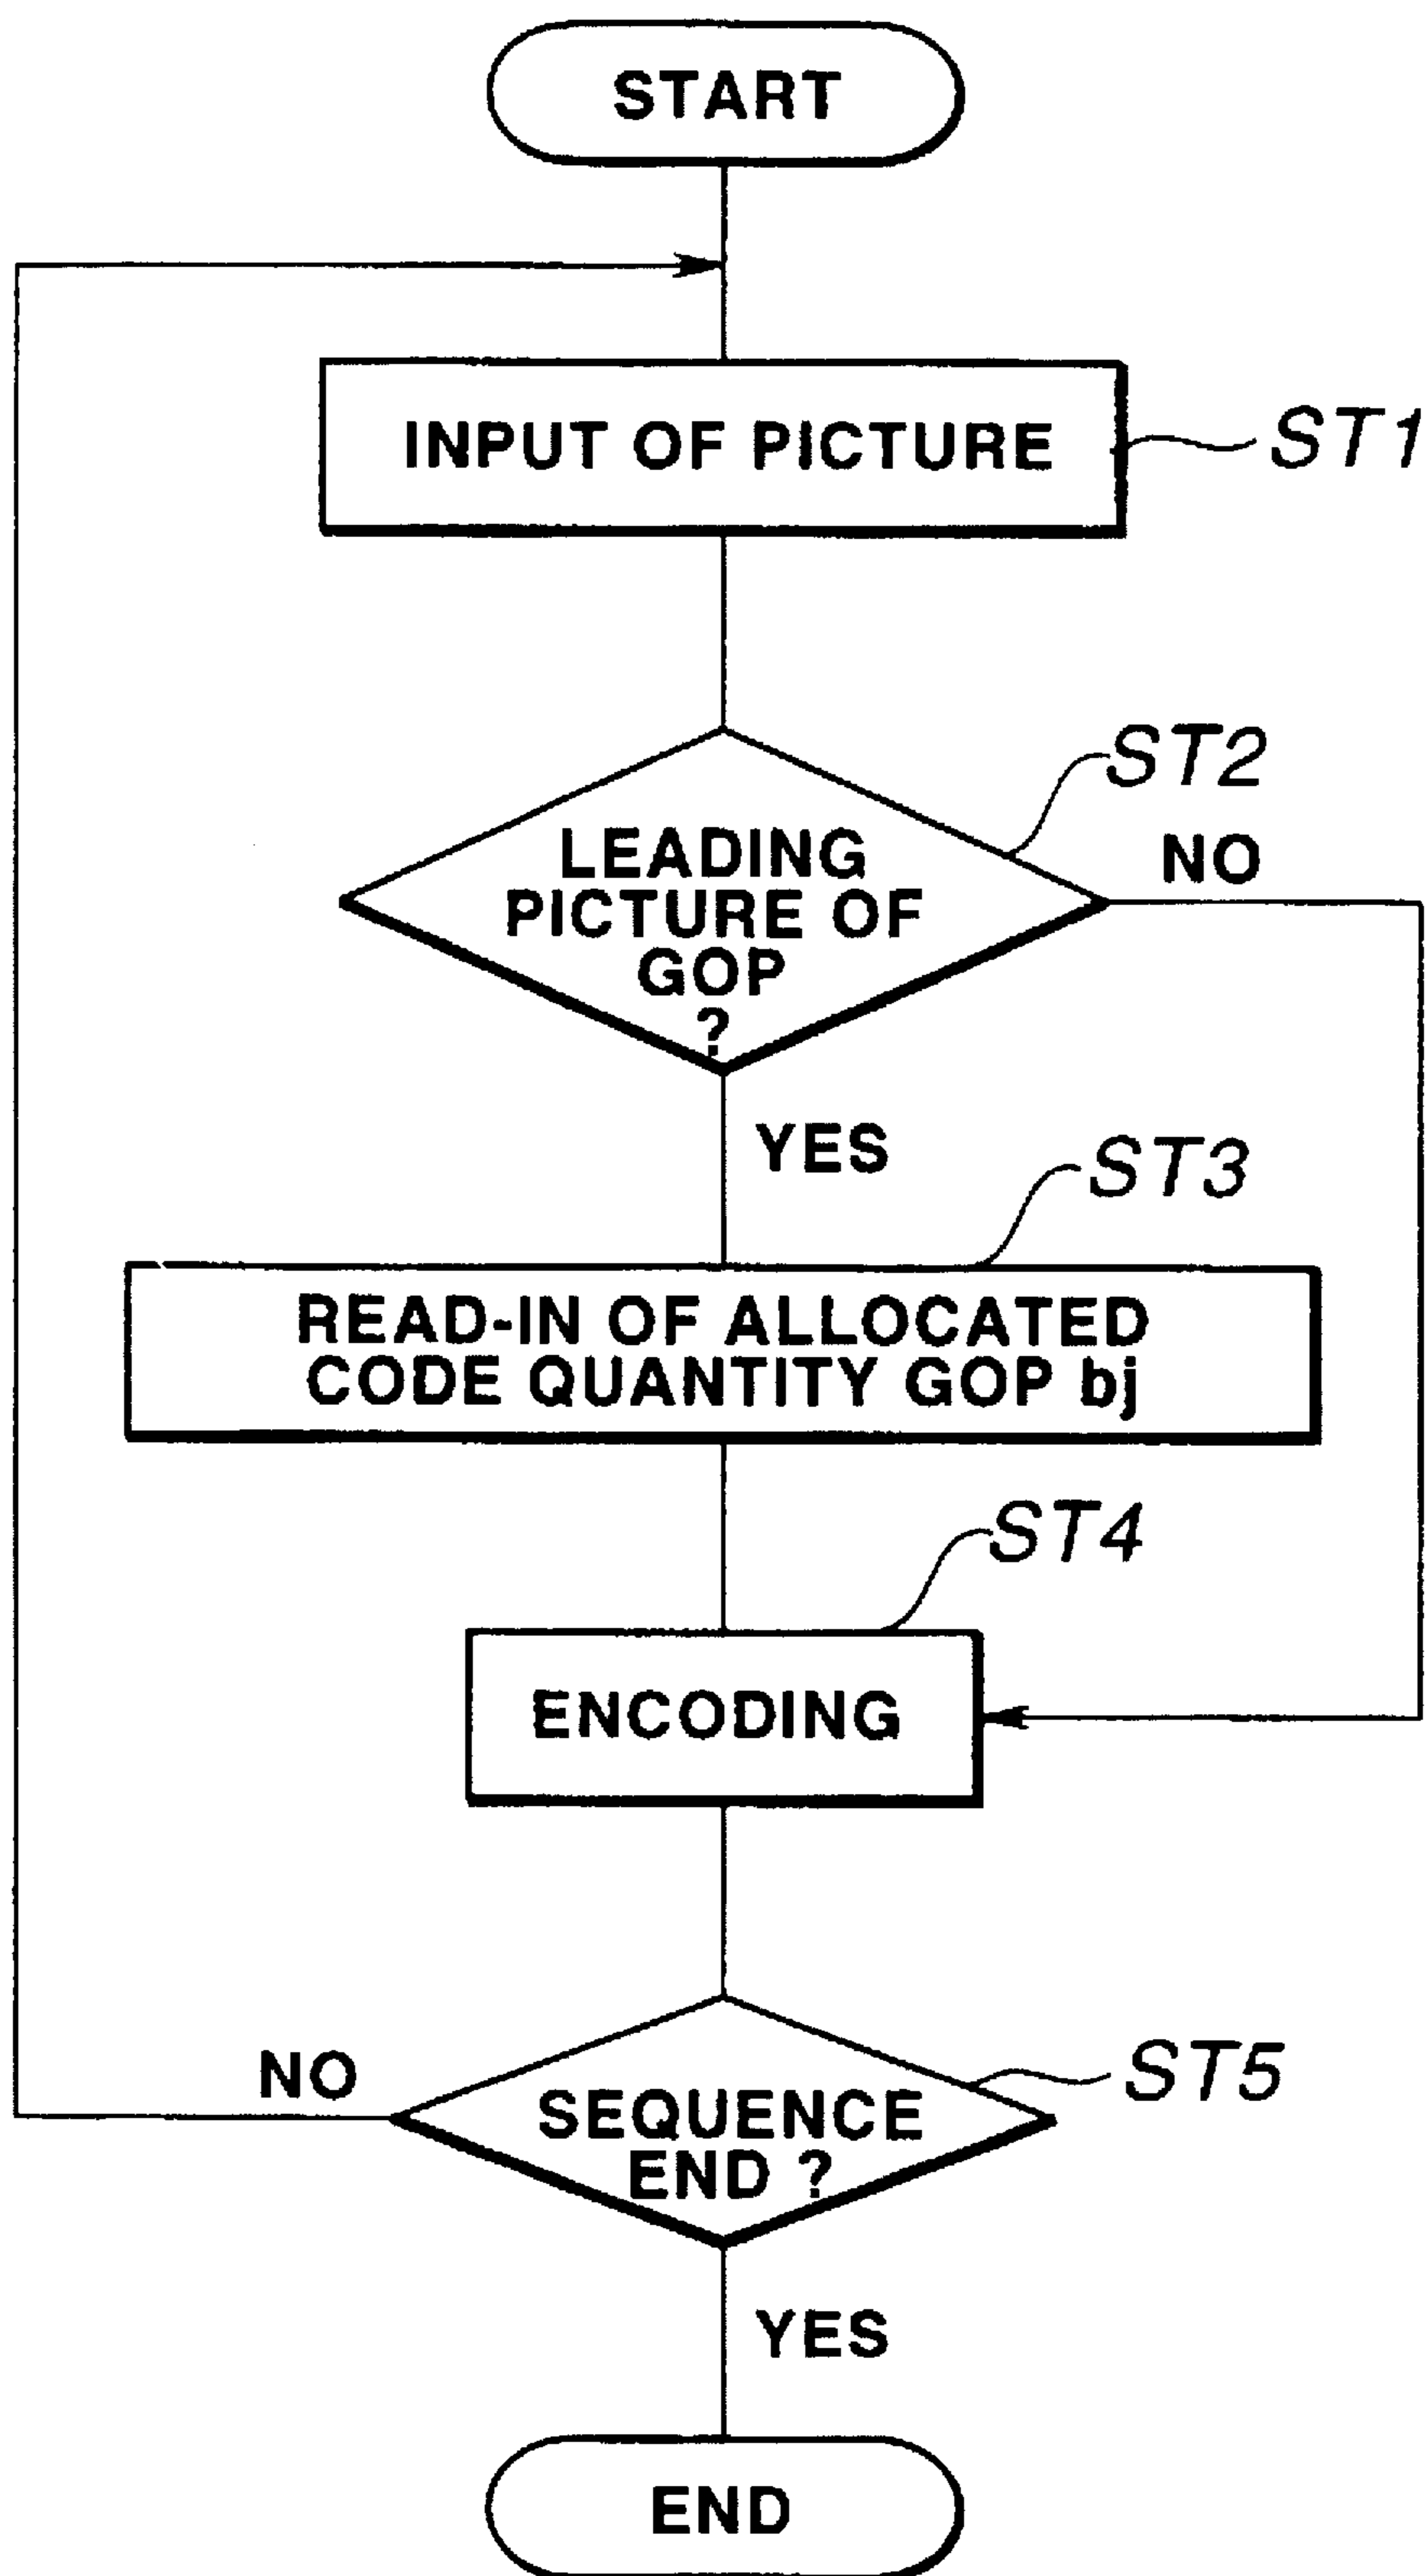 START
INPUT OF PICTURE
ST1
ST2
LEADING
PICTURE OF
GOP
?
NO
YES
ST3
READ-IN OF ALLOCATED
CODE QUANTITY GOP bj
ST4
ENCODING
NO
ST5
SEQUENCE
END ?
YES
END